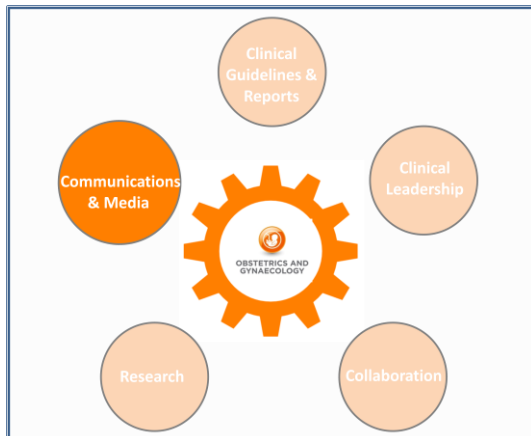 Clinical
Guidelines &
Reports
Communications
& Media
Clinical
Leadership
OBSTETRICS AND
GYNAECOLOGY
Research
Collaboration